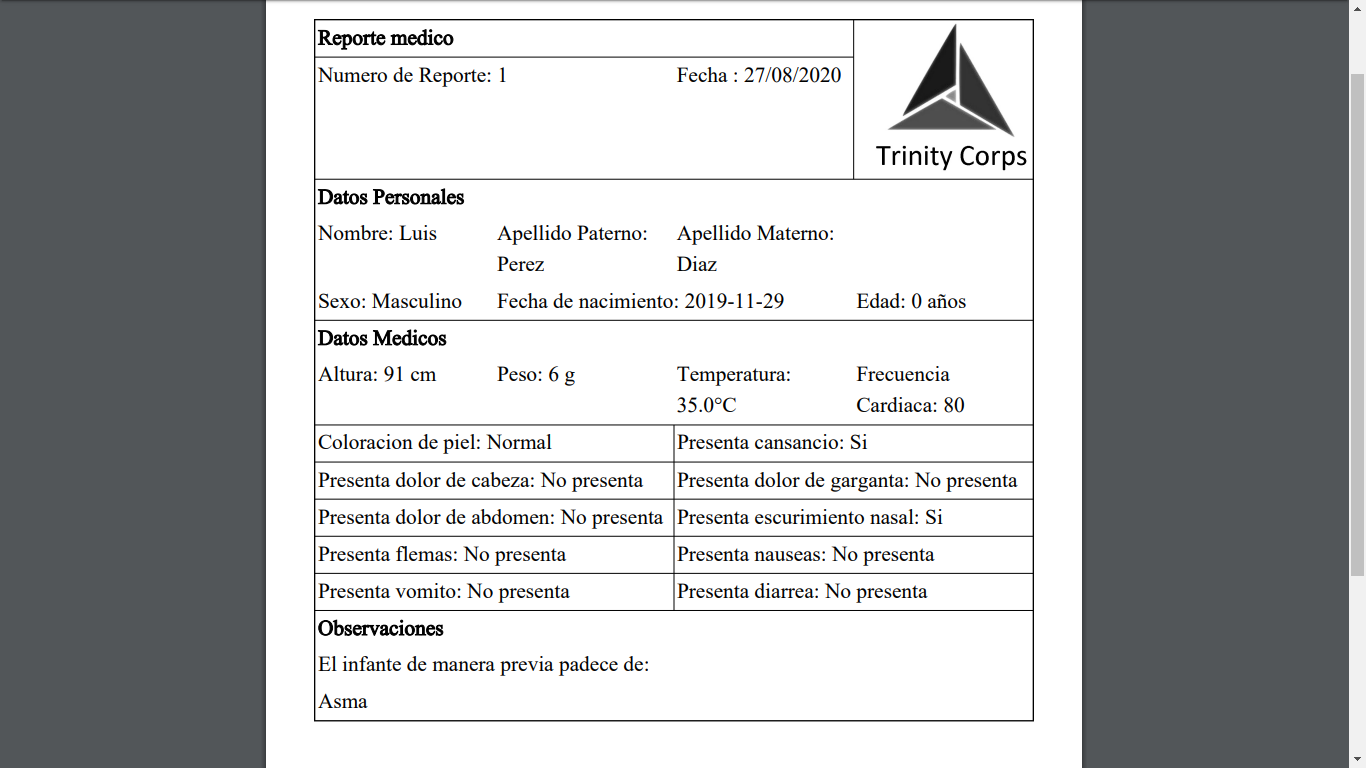 Reporte medico
Numero de Reporte: 1 Fecha : 27/08/2020
Trinity Corps
Datos Personales
Nombre: Luis Apellido Paterno: Apellido Materno:
Perez Diaz
Sexo: Masculino Fecha de nacimiento: 2019-11-29 Edad: 0 años
Datos Medicos
Altura: 91 cm Peso: 6 g Temperatura: Frecuencia
35.0°C Cardiaca: 80
Coloracion de piel: Normal Presenta cansancio: Si
Presenta dolor de cabeza: No presenta Presenta dolor de garganta: No presenta
Presenta dolor de abdomen: No presenta Presenta escurimiento nasal: Si
Presenta flemas: No presenta Presenta nauseas: No presenta
Presenta vomito: No presenta Presenta diarrea: No presenta
Observaciones
El infante de manera previa padece de:
Asma